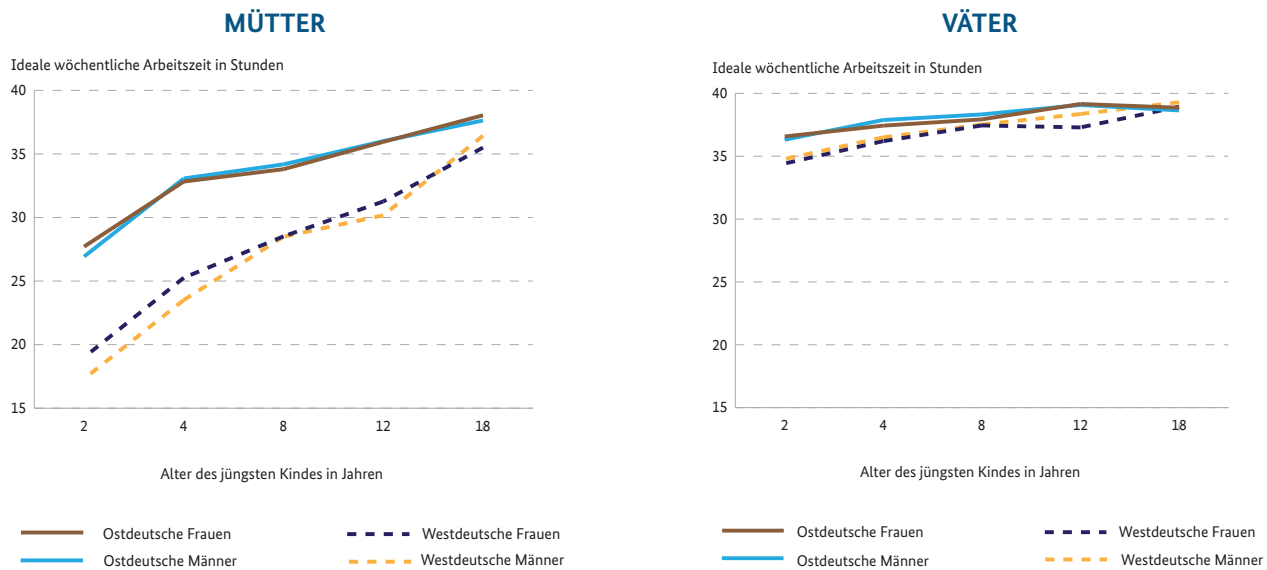 MÜTTER
Ideale wöchentliche Arbeitszeit in Stunden
40
35
30
25
20
15
2 4 8 12 18
Alter des jüngsten Kindes in Jahren
Ostdeutsche Frauen
Westdeutsche Frauen
Ostdeutsche Männer
Westdeutsche Männer
VÄTER
Ideale wöchentliche Arbeitszeit in Stunden
40
35
30
25
20
15
2 4 8 12 18
Alter des jüngsten Kindes in Jahren
Ostdeutsche Frauen
Westdeutsche Frauen
Ostdeutsche Männer
Westdeutsche Männer